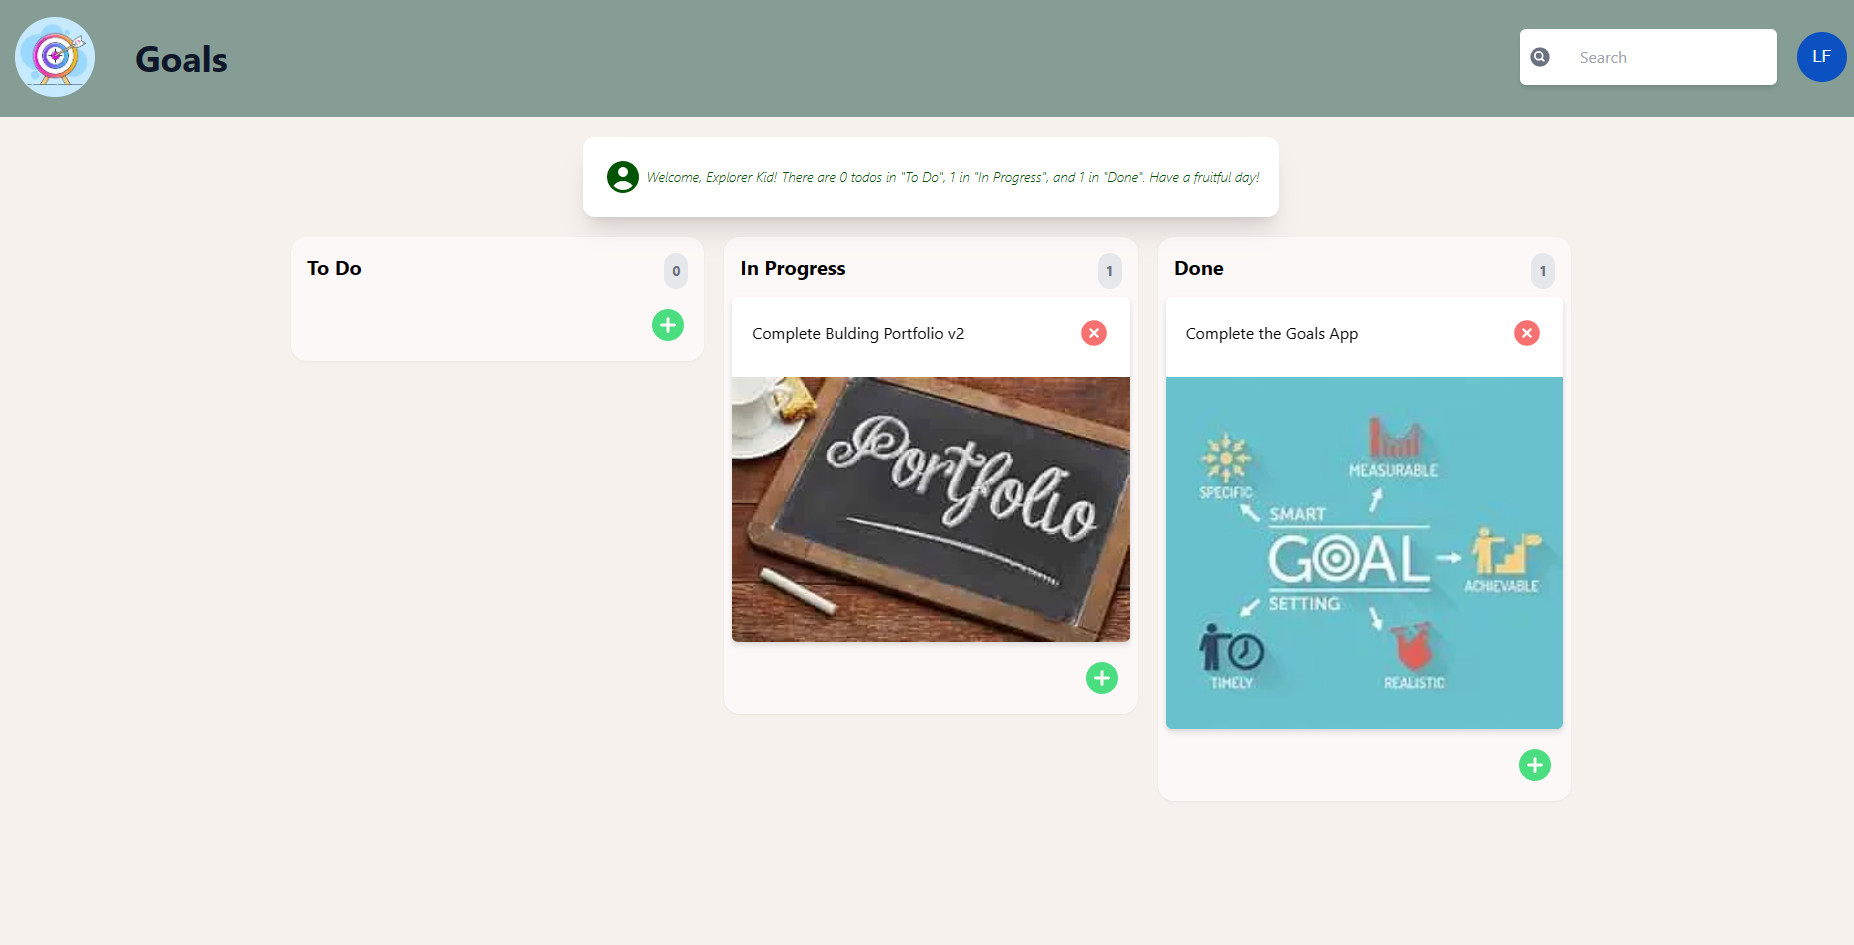 Goals
Search
LF
Welcome, Explorer Kid! There are 0 todos in "To Do", 1 in "In Progress", and 1 in "Done". Have a fruitful day!
To Do
0
In Progress
1
Complete Bulding Portfolio v2
Portfolio
Done
1
Complete the Goals App
MEASURABLE
SPECIFIC
SMART
GOAL
SETTING
ACHIEVABLE
TIMELY
REALISTIC